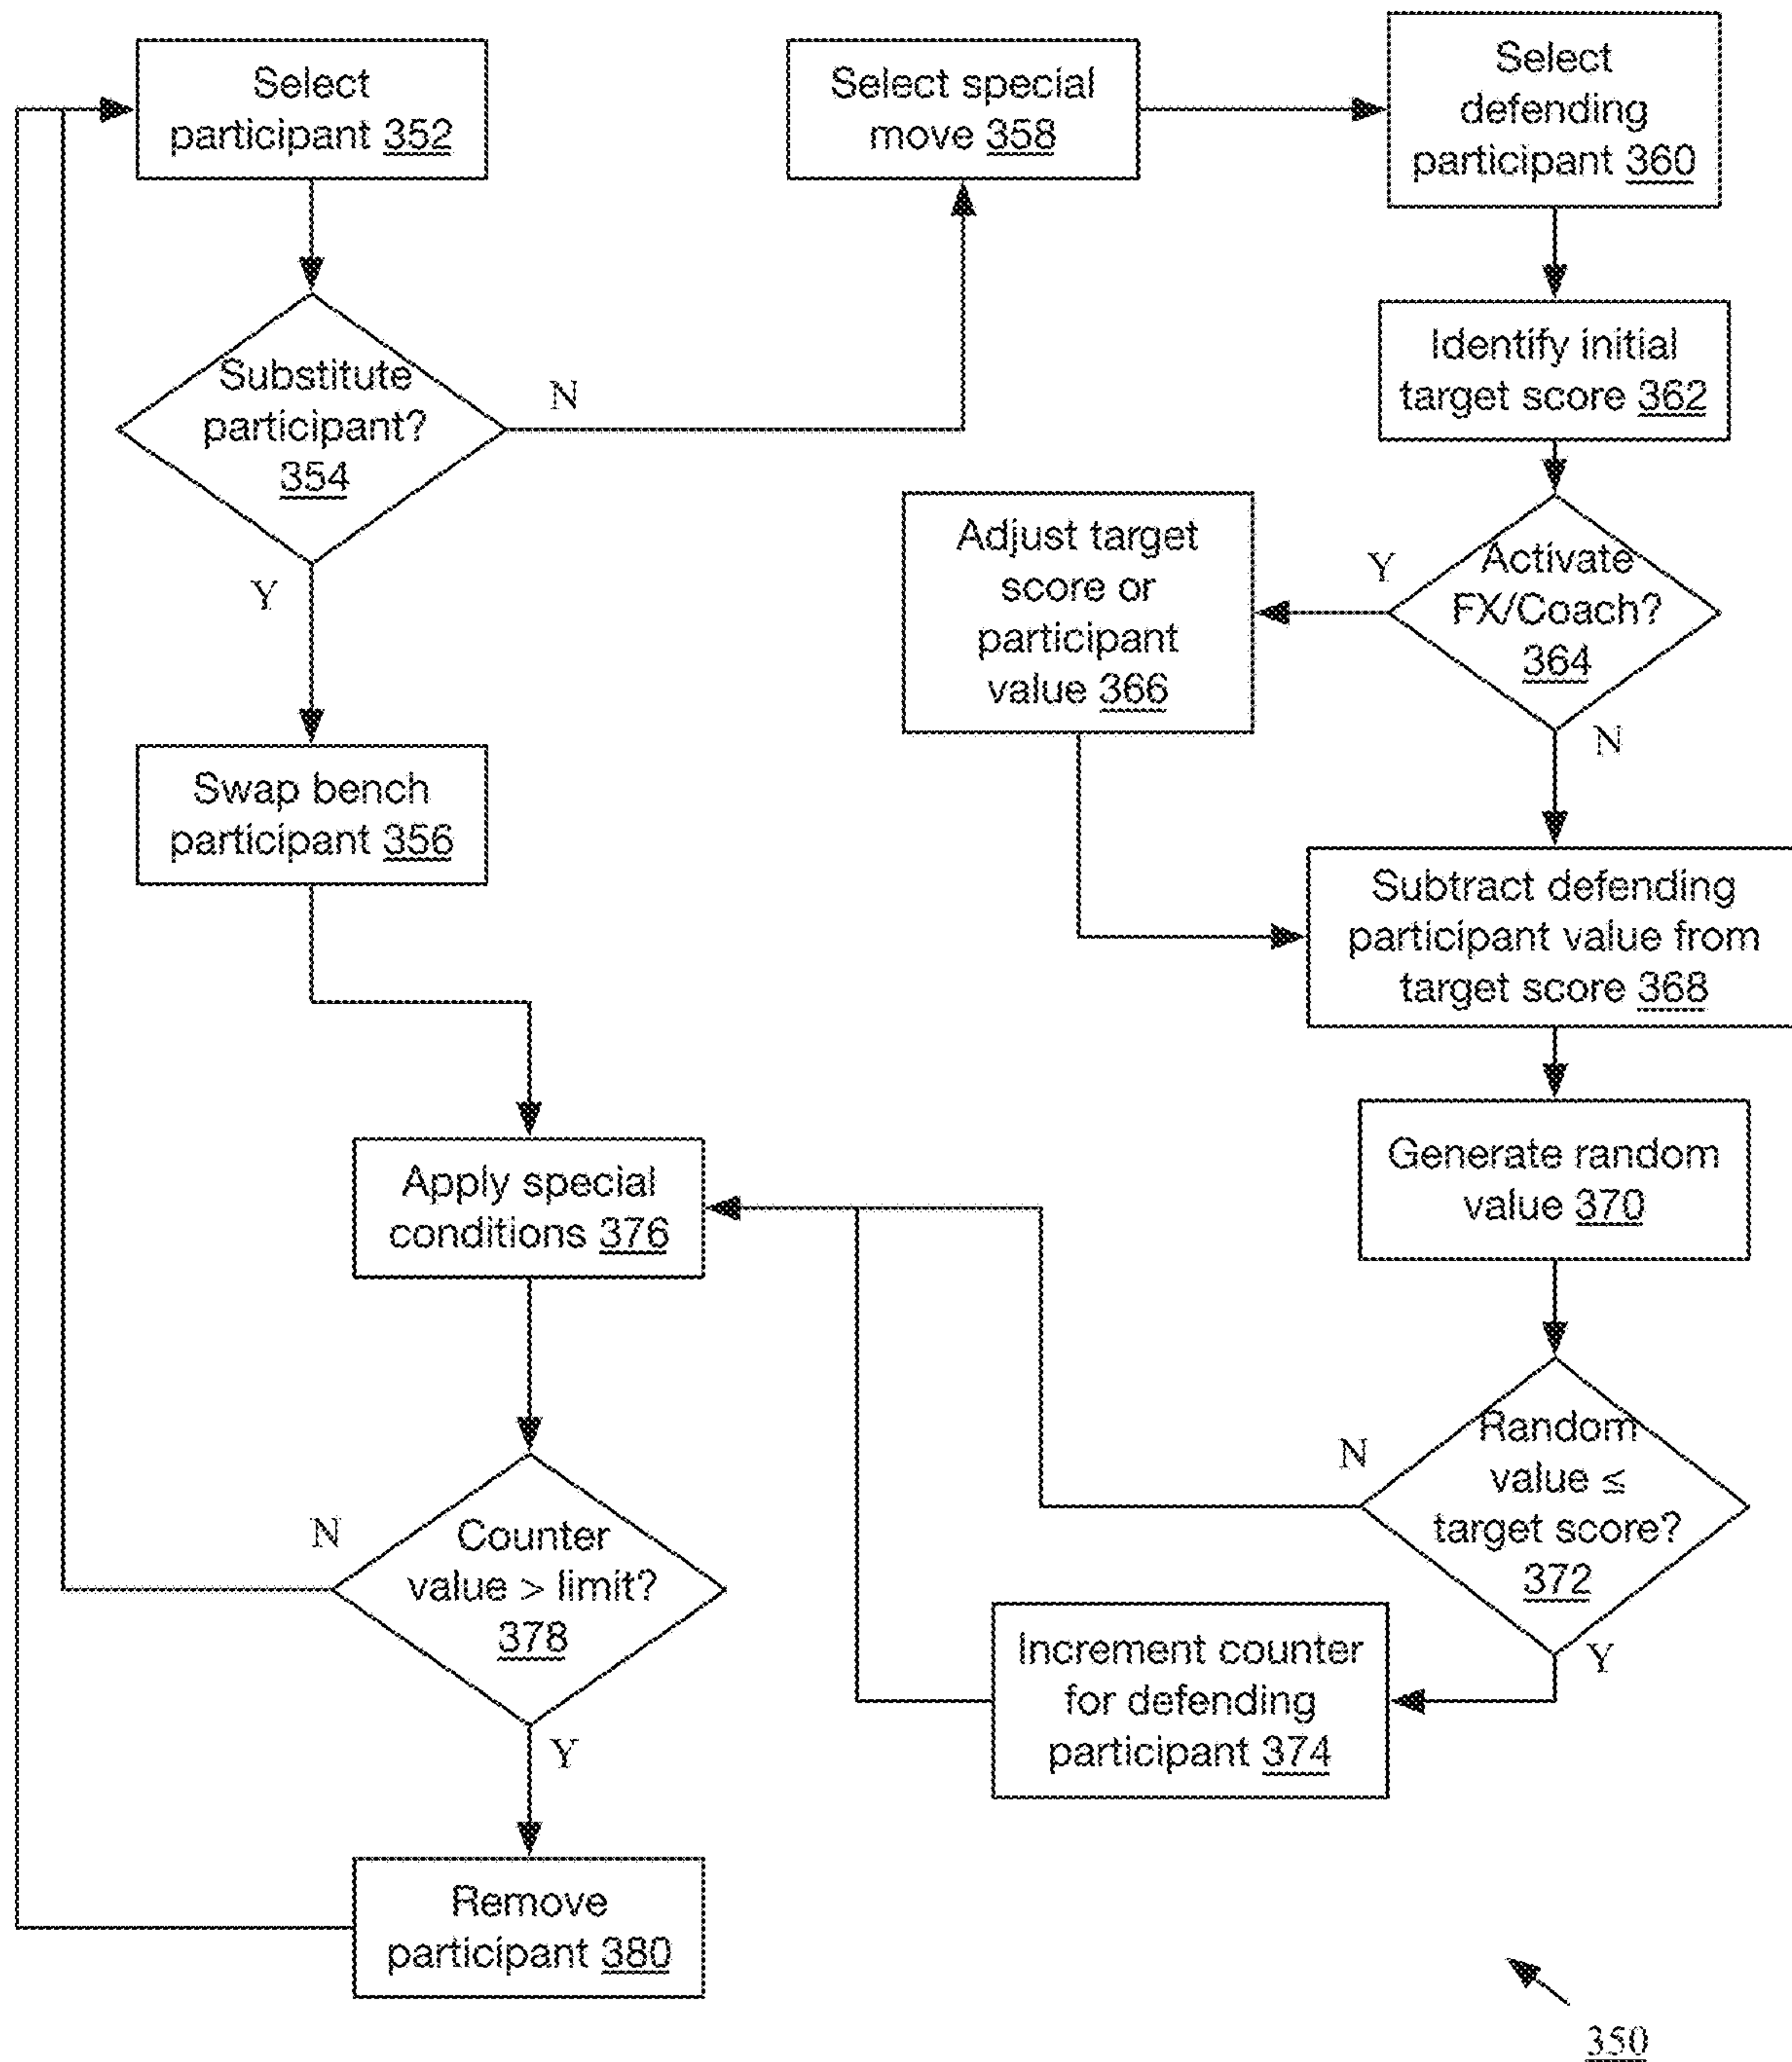 Select
participant 352
Substitute
participant?
354
N
Y
Swap bench
participant 356
Select special
move 358
Select
defending
participant 360
Identify initial
target score 362
Activate
FX/Coach?
364
Y
N
Adjust target
score or
participant
value 366
Subtract defending
participant value from
target score 368
Generate random
value 370
Random
value ≤
target score?
372
N
Y
Increment counter
for defending
participant 374
Apply special
conditions 376
Counter
value > limit?
378
N
Y
Remove
participant 380
350